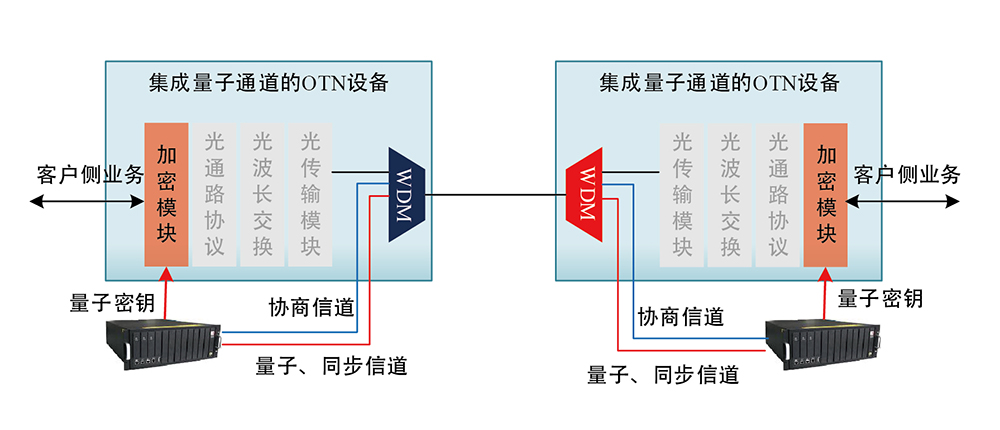 集成量子通道的OTN设备
客户侧业务
加密模块
光通路协议
光波长交换
光传输模块
WDM
量子密钥
协商信道
量子、同步信道
集成量子通道的OTN设备
WDM
光传输模块
光波长交换
光通路协议
加密模块
客户侧业务
量子密钥
协商信道
量子、同步信道